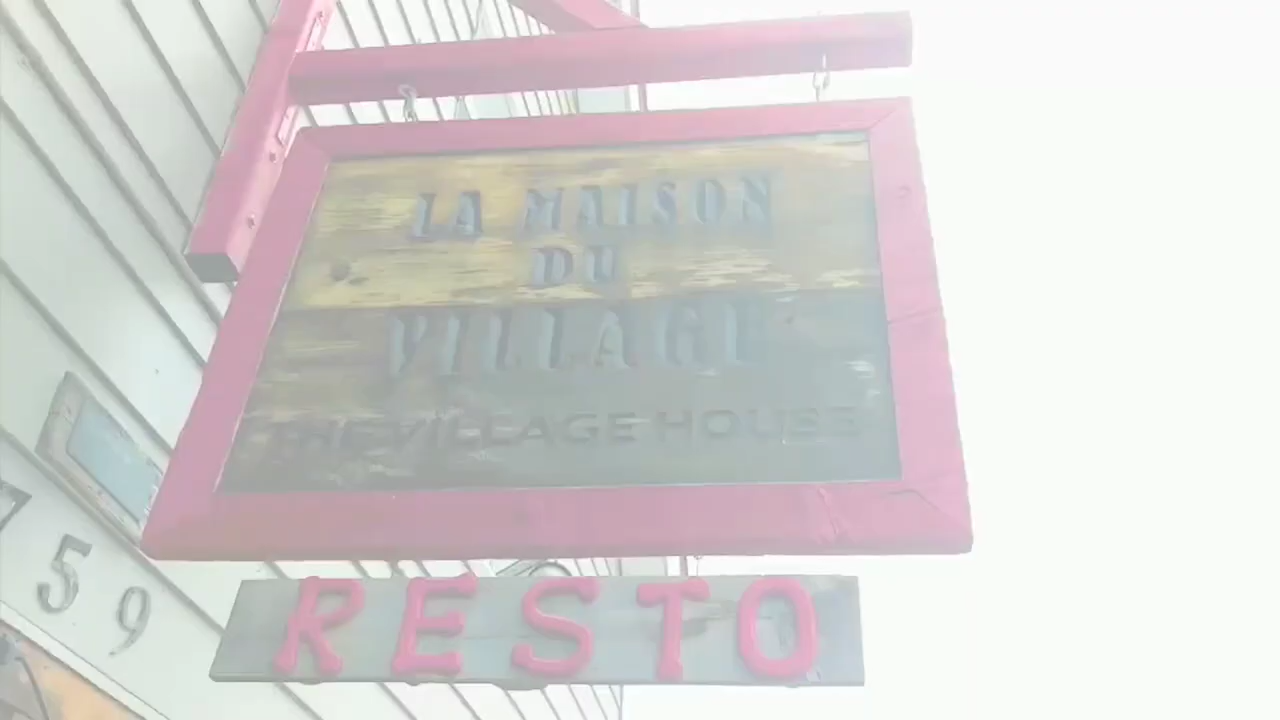 LA MAISON
DU
VILLAGE
THE VILLAGE HOUSE
RESTO
59